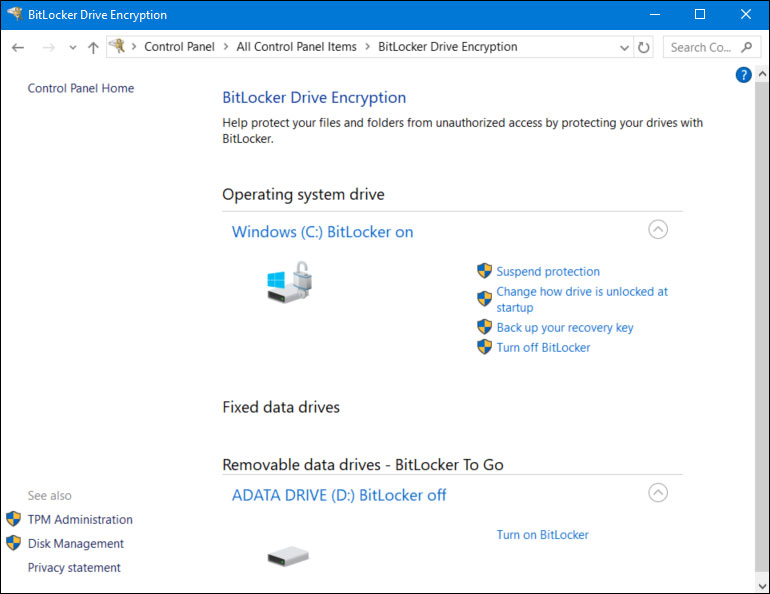 BitLocker Drive Encryption
Control Panel > All Control Panel Items > BitLocker Drive Encryption
Search Co...
Control Panel Home
?
BitLocker Drive Encryption
Help protect your files and folders from unauthorized access by protecting your drives with
BitLocker.
Operating system drive
Windows (C:) BitLocker on
Suspend protection
Change how drive is unlocked at
startup
Back up your recovery key
Turn off BitLocker
Fixed data drives
Removable data drives - BitLocker To Go
ADATA DRIVE (D:) BitLocker off
Turn on BitLocker
See also
TPM Administration
Disk Management
Privacy statement